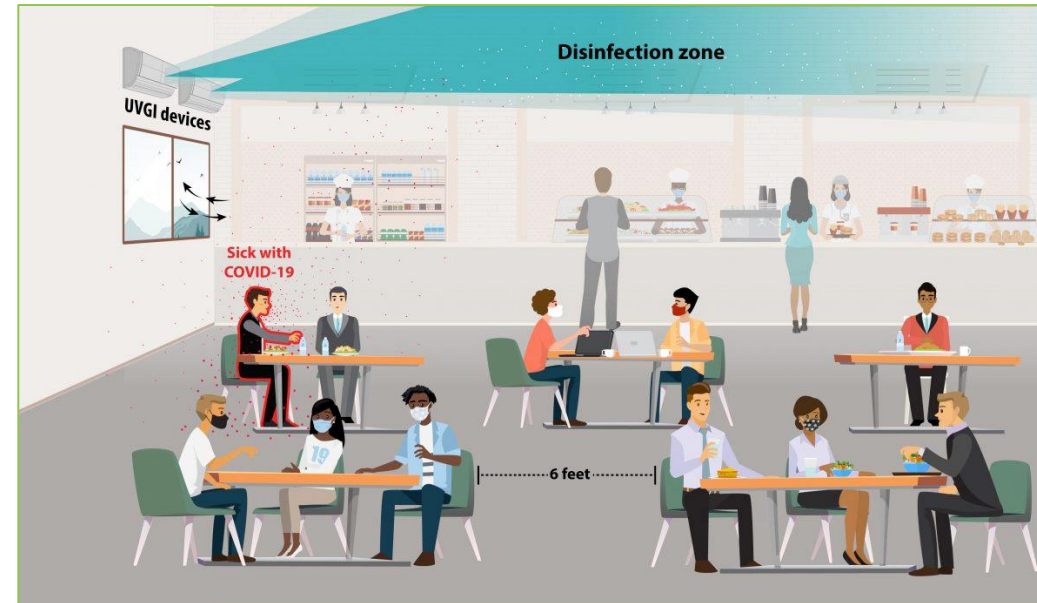 Disinfection zone
UVGI devices
Sick with
COVID-19
19
6 feet